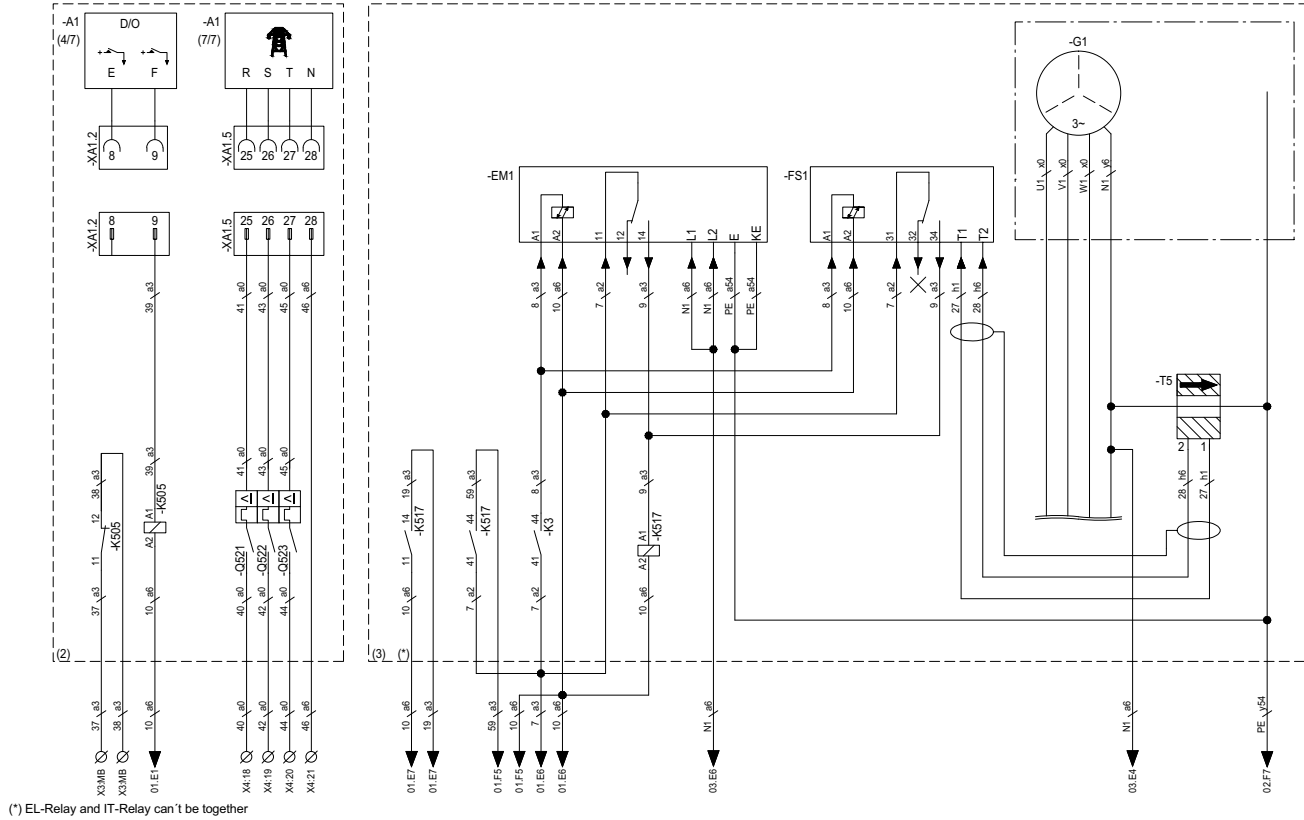 -A1
(4/7)
D/O
E F
-A1
(7/7)
R S T N
-XA1.2
8 9
-XA1.5
25 26 27 28
-XA1.2
8 9
-XA1.5
25 26 27 28
39 a3
41 a0
43 a0
45 a0
46 a6
39 a3
41 a0
43 a0
45 a0
38 a3
12
11
-K505
A1
A2
-K505
-Q521
-Q522
-Q523
37 a3
10 a6
40 a0
42 a0
44 a0
(2)
37 a3
38 a3
10 a6
40 a0
42 a0
44 a0
46 a6
X3:MB
X3:MB
01.E1
X4:18
X4:19
X4:20
X4:21
-EM1
A1
A2
11
12
14
L1
L2
E
KE
8 a3
10 a6
7 a2
9 a3
N1 a6
N1 a6
PE a54
PE a54
-FS1
A1
A2
31
32
34
T1
T2
8 a3
10 a6
7 a2
9 a3
27 h1
28 h6
-G1
3~
U1 x0
V1 x0
W1 x0
N1 y6
-T5
2 1
28 h6
27 h1
19 a3
59 a3
8 a3
9 a3
14
11
-K517
44
41
-K517
44
41
-K3
A1
A2
-K517
10 a6
7 a2
7 a2
10 a6
(3) (*)
10 a6
19 a3
59 a3
10 a6
7 a3
10 a6
N1 a6
N1 a6
PE y54
01.E7
01.E7
01.F5
01.F5
01.E6
01.E6
03.E6
03.E4
02.F7
(*) EL-Relay and IT-Relay can´t be together